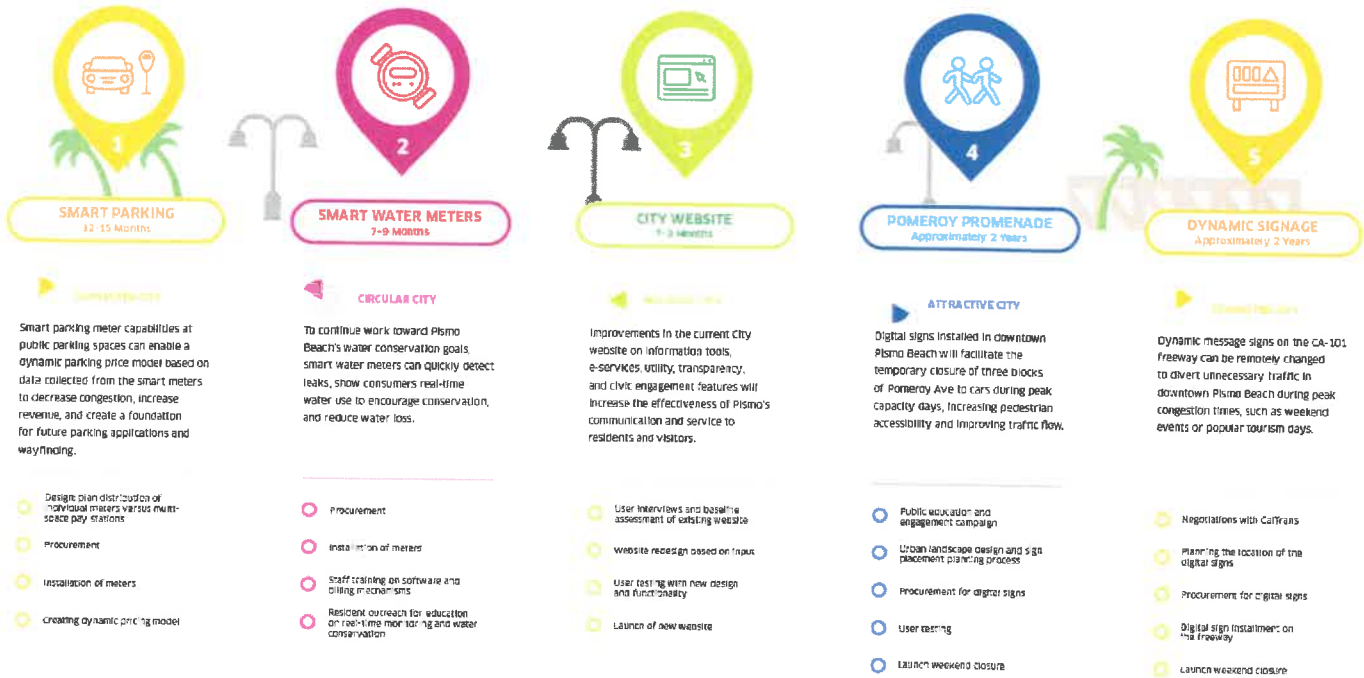 1
SMART PARKING
12-15 Months
Smart parking meter capabilities at
public parking spaces can enable a
dynamic parking price model based on
data collected from the smart meters
to decrease congestion, increase
revenue, and create a foundation
for future parking applications and
wayfinding.
Design: plan distribution of
individual meters versus multi-
space pay stations
Procurement
Installation of meters
Creating dynamic pricing model
2
SMART WATER METERS
7-9 Months
CIRCULAR CITY
To continue work toward Pismo
Beach's water conservation goals,
smart water meters can quickly detect
leaks, show consumers real-time
water use to encourage conservation,
and reduce water loss.
Procurement
Installation of meters
Staff training on software and
billing mechanisms
Resident outreach for education
on real-time monitoring and water
conservation
3
CITY WEBSITE
Months
Improvements in the current City
website on information tools,
e-services, utility, transparency,
and civic engagement features will
increase the effectiveness of Pismo's
communication and service to
residents and visitors.
User interviews and baseline
assessment of existing website
Website redesign based on input
User testing with new design
and functionality
Launch of new website
4
POMEROY PROMENADE
Approximately 2 Years
ATTRACTIVE CITY
Digital signs installed in downtown
Pismo Beach will facilitate the
temporary closure of three blocks
of Pomeroy Ave to cars during peak
capacity days, increasing pedestrian
accessibility and improving traffic flow.
Public education and
engagement campaign
Urban landscape design and sign
placement planning process
Procurement for digital signs
User testing
Launch weekend closure
5
DYNAMIC SIGNAGE
Approximately 2 Years
Dynamic message signs on the CA-101
freeway can be remotely changed
to divert unnecessary traffic in
downtown Pismo Beach during peak
congestion times, such as weekend
events or popular tourism days.
Negotiations with CalTrans
Planning the location of the
digital signs
Procurement for digital signs
Digital sign installment on
the freeway
Launch weekend closure